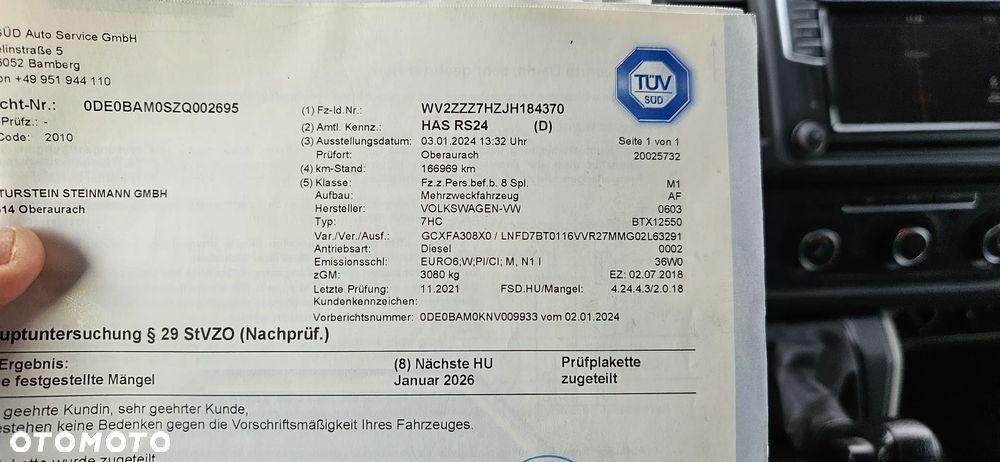 SÜD Auto Service GmbH
elinstraße 5
6052 Bamberg
on +49 951 944 110
TÜV
SÜD
cht-Nr.: 0DE0BAM0SZQ002695
Prüfz.: -
Code: 2010
(1) Fz-Id.Nr.: WV2ZZZ7HZJH184370
(2) Amtl. Kennz.: HAS RS24 (D)
(3) Ausstellungsdatum: 03.01.2024 13:32 Uhr Seite 1 von 1
Prüfort: Oberaurach 20025732
(4) km-Stand: 166969 km
(5) Klasse: Fz.z.Pers.bef.b. 8 Spl. M1
Aufbau: Mehrzweckfahrzeug AF
Hersteller: VOLKSWAGEN-VW 0603
Typ: 7HC BTX12550
Var./Ver./Ausf.: GCXFA308X0 / LNFD7BT0116VVR27MMG02L63291
Antriebsart: Diesel 0002
Emissionsschl: EURO6;W;PI/CI; M, N1 I 36W0
zGM: 3080 kg EZ: 02.07.2018
Letzte Prüfung: 11.2021 FSD.HU/Mangel: 4.24.4.3/2.0.18
Kundenkennzeichen:
Vorberichtsnummer: 0DE0BAM0KNV009933 vom 02.01.2024
TURSTEIN STEINMANN GMBH
514 Oberaurach
uptuntersuchung § 29 StVZO (Nachprüf.)
Ergebnis: (8) Nächste HU Prüfplakette
e festgestellte Mängel Januar 2026 zugeteilt
geehrte Kundin, sehr geehrter Kunde,
estehen keine Bedenken gegen die Vorschriftsmäßigkeit Ihres Fahrzeuges.
wurde zugeteilt
OTOMOTO